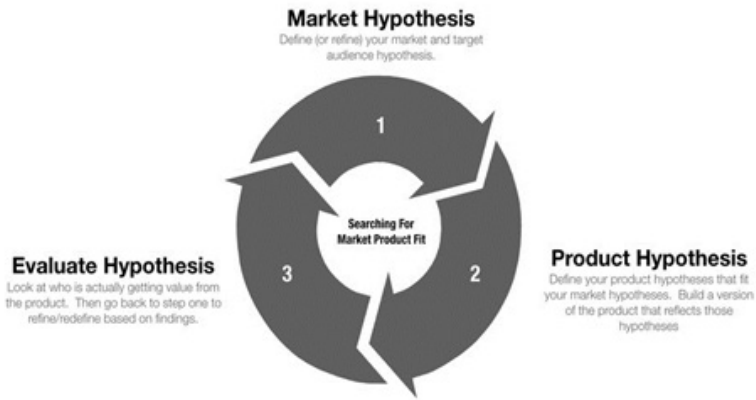 Market Hypothesis
Define (or refine) your market and target
audience hypothesis.
1
Searching For
Market Product Fit
Product Hypothesis
Define your product hypotheses that fit
your market hypotheses. Build a version
of the product that reflects those
hypotheses
2
Evaluate Hypothesis
Look at who is actually getting value from
the product. Then go back to step one to
refine/redefine based on findings.
3